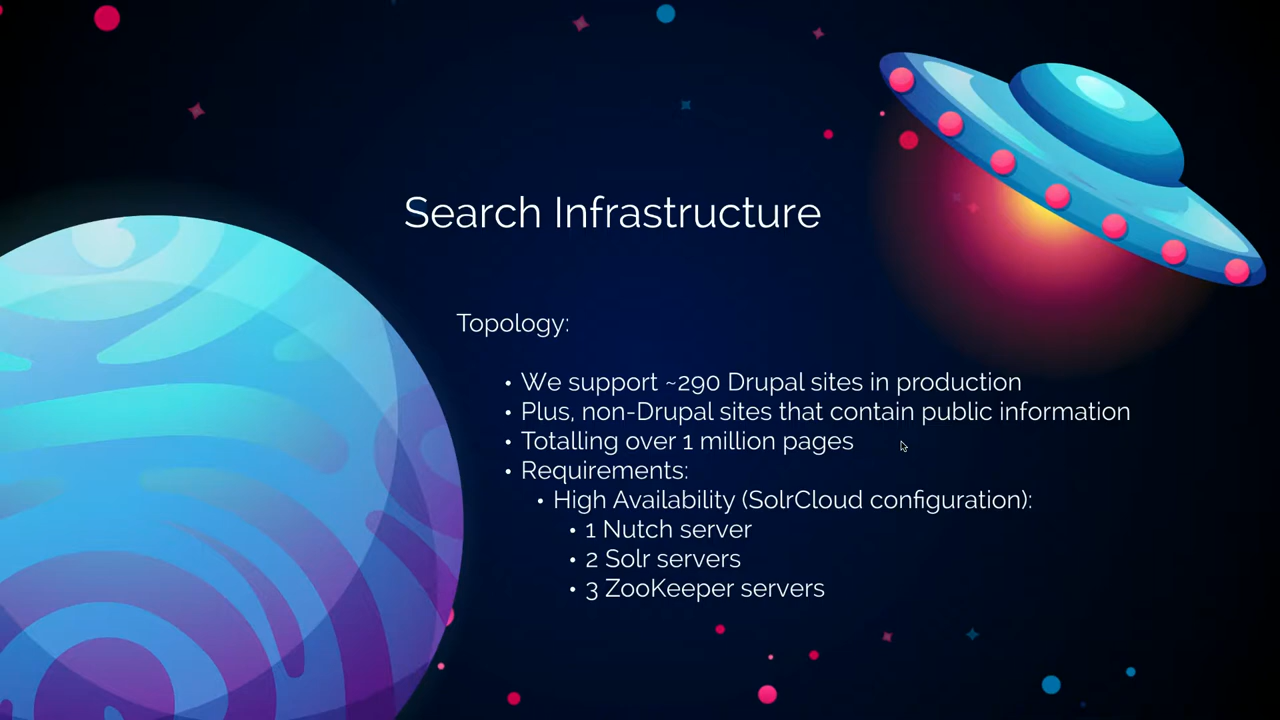 Search Infrastructure
Topology:
• We support ~290 Drupal sites in production
• Plus, non-Drupal sites that contain public information
• Totalling over 1 million pages
• Requirements:
• High Availability (SolrCloud configuration):
• 1 Nutch server
• 2 Solr servers
• 3 ZooKeeper servers